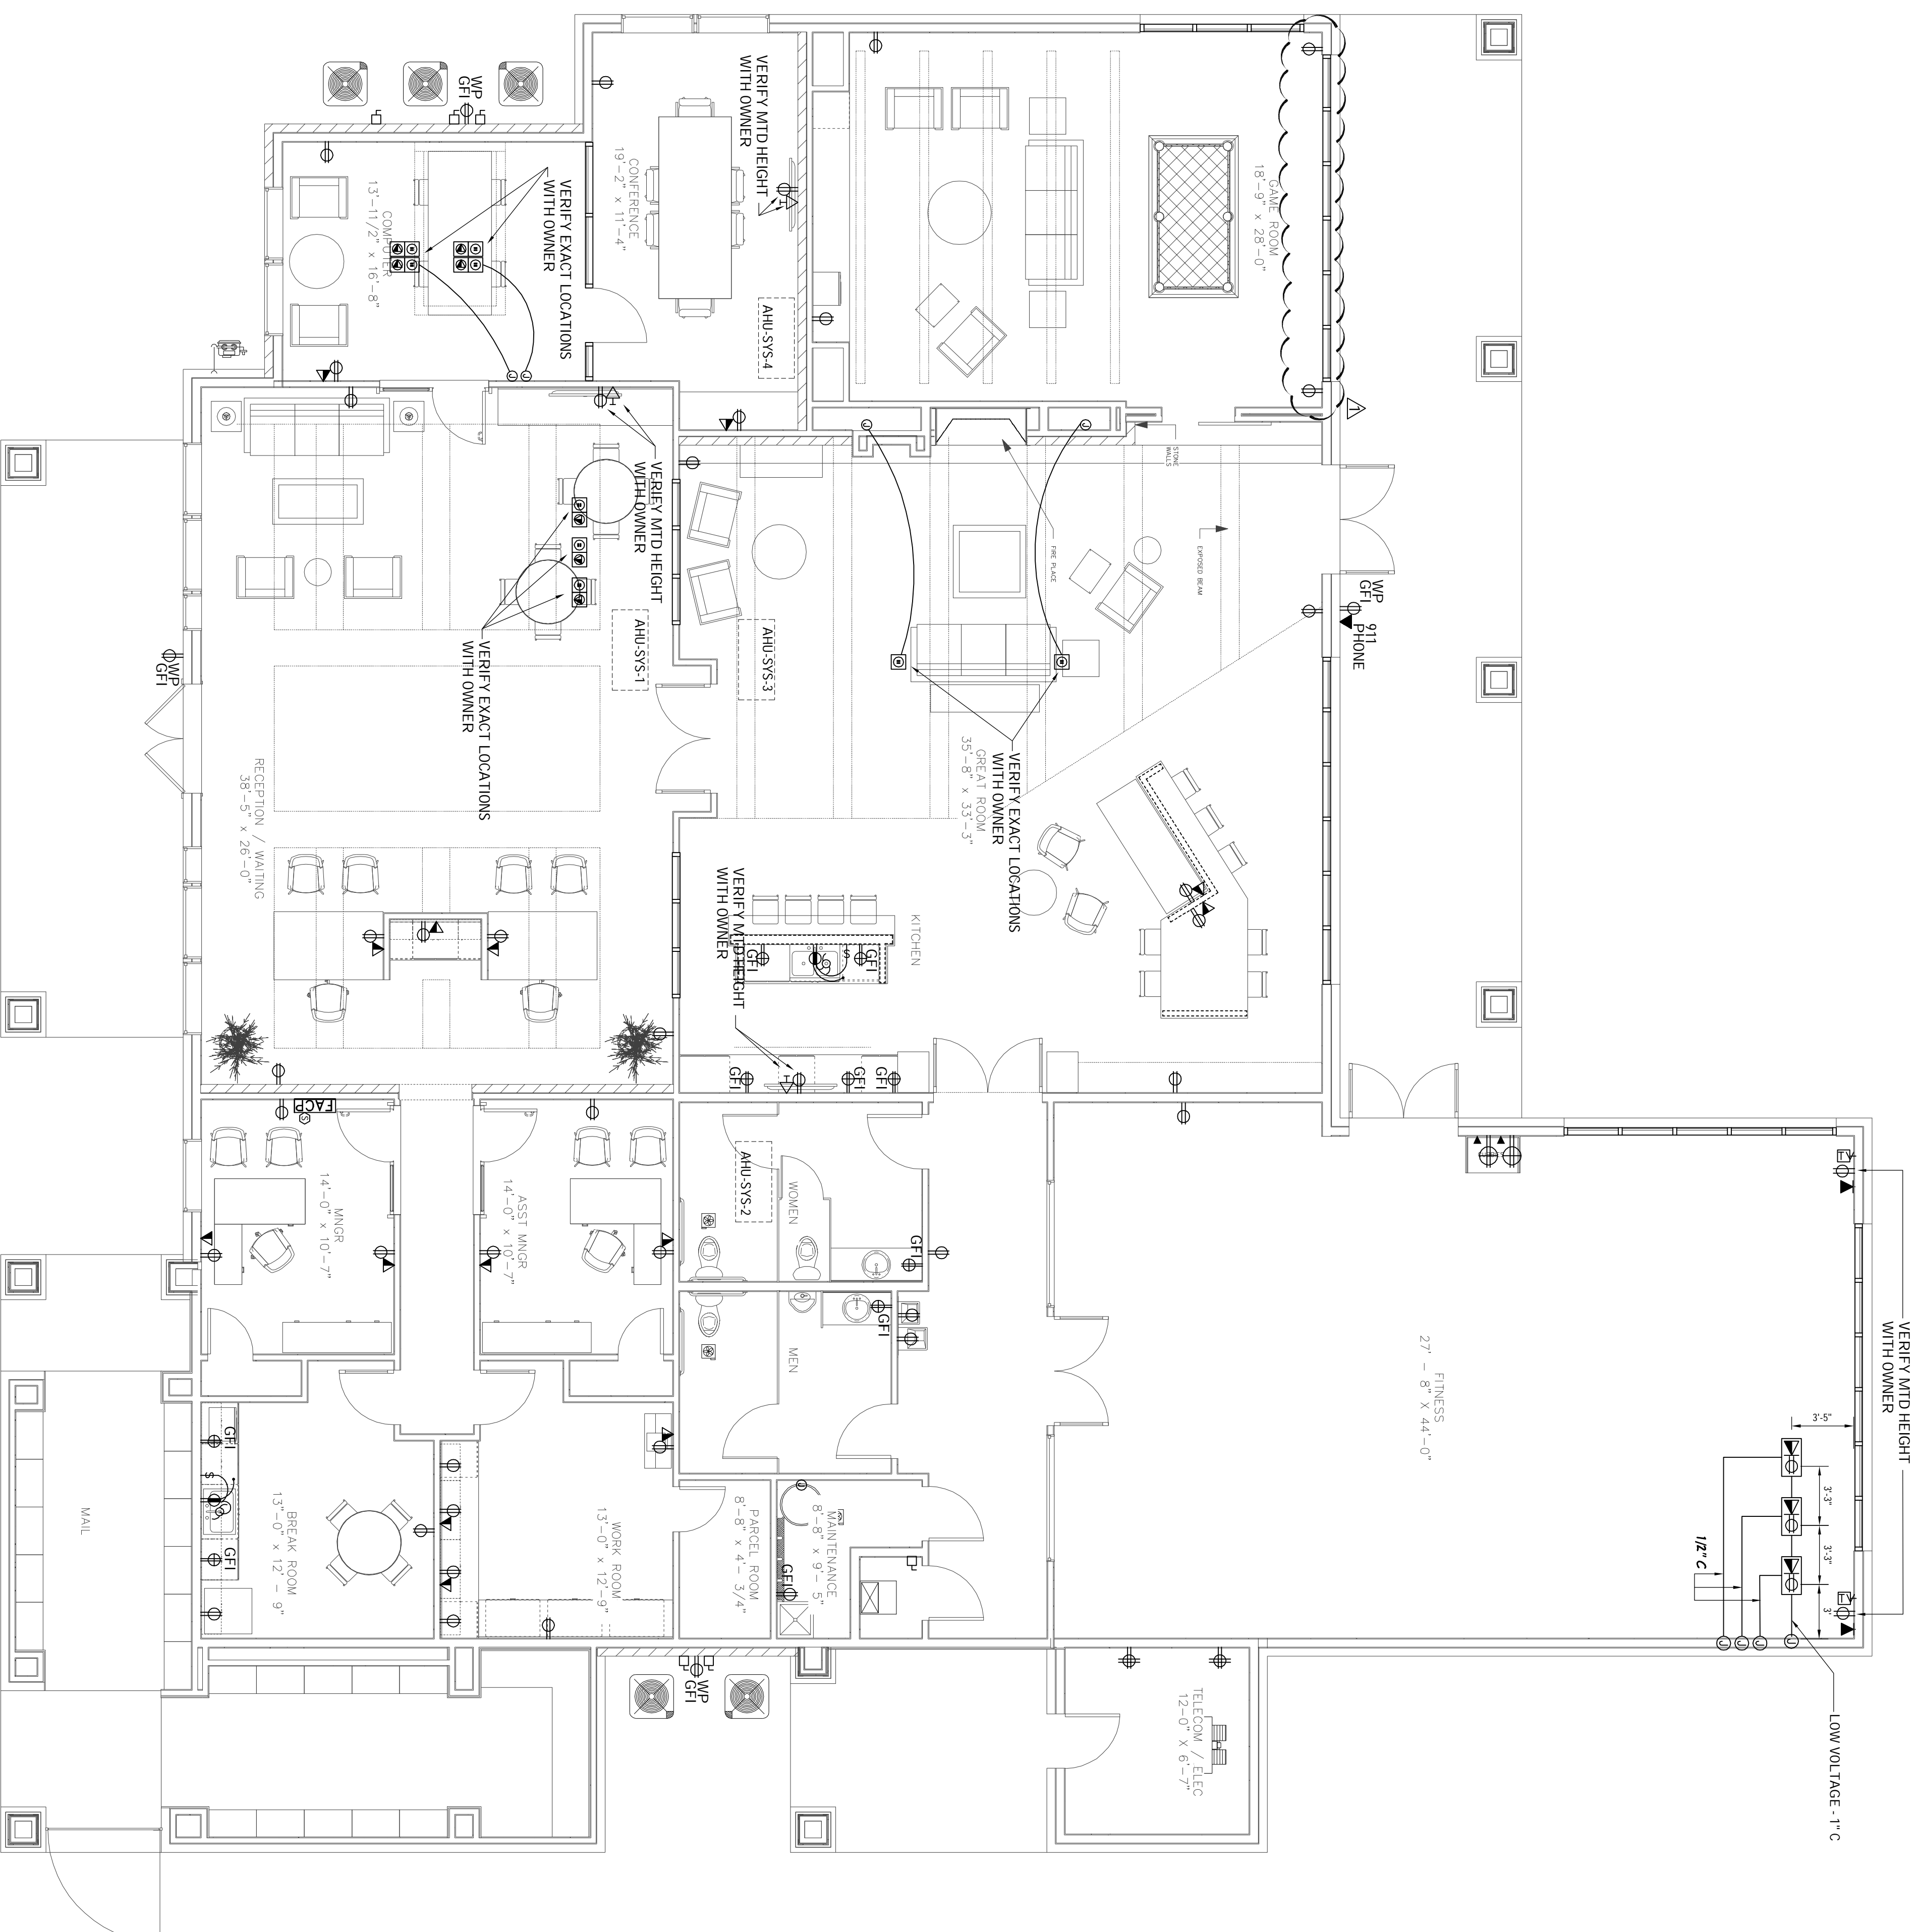 VERIFY MTD HEIGHT
WITH OWNER
3'-5"
3'-3"
3'-3"
3'
1/2" C
LOW VOLTAGE - 1" C
FITNESS
27' - 8" X 44'-0"
J
J
J
J
TELECOM / ELEC
12'-0" X 6'-7"
1
GAME ROOM
18'-9" x 28'-0"
STONE
WALLS
EXPOSED BEAM
FIRE PLACE
J
J
WP
GFI
911
PHONE
VERIFY EXACT LOCATIONS
WITH OWNER
GREAT ROOM
35'-8" x 33'-3"
KITCHEN
GFI
S
GFI
VERIFY MTD HEIGHT
WITH OWNER
GFI
GFI
GFI
AHU-SYS-3
VERIFY MTD HEIGHT
WITH OWNER
CONFERENCE
19'-2" x 11'-4"
AHU-SYS-4
WP
GFI
VERIFY EXACT LOCATIONS
WITH OWNER
COMPUTER
13'-11/2" x 16'-8"
J
J
VERIFY MTD HEIGHT
WITH OWNER
AHU-SYS-1
VERIFY EXACT LOCATIONS
WITH OWNER
RECEPTION / WAITING
38'-5" x 26'-0"
WP
GFI
FACP
S
MNGR
14'-0" x 10'-7"
ASST MNGR
14'-0" x 10'-7"
AHU-SYS-2
WOMEN
GFI
MEN
GFI
MAINTENANCE
8'-8" x 9'- 5"
J
GFI
PARCEL ROOM
8'-8" x 4'- 3/4"
WORK ROOM
13'-0" x 12'-9"
BREAK ROOM
13"-0" x 12' - 9"
GFI
S
GFI
MAIL
WP
GFI